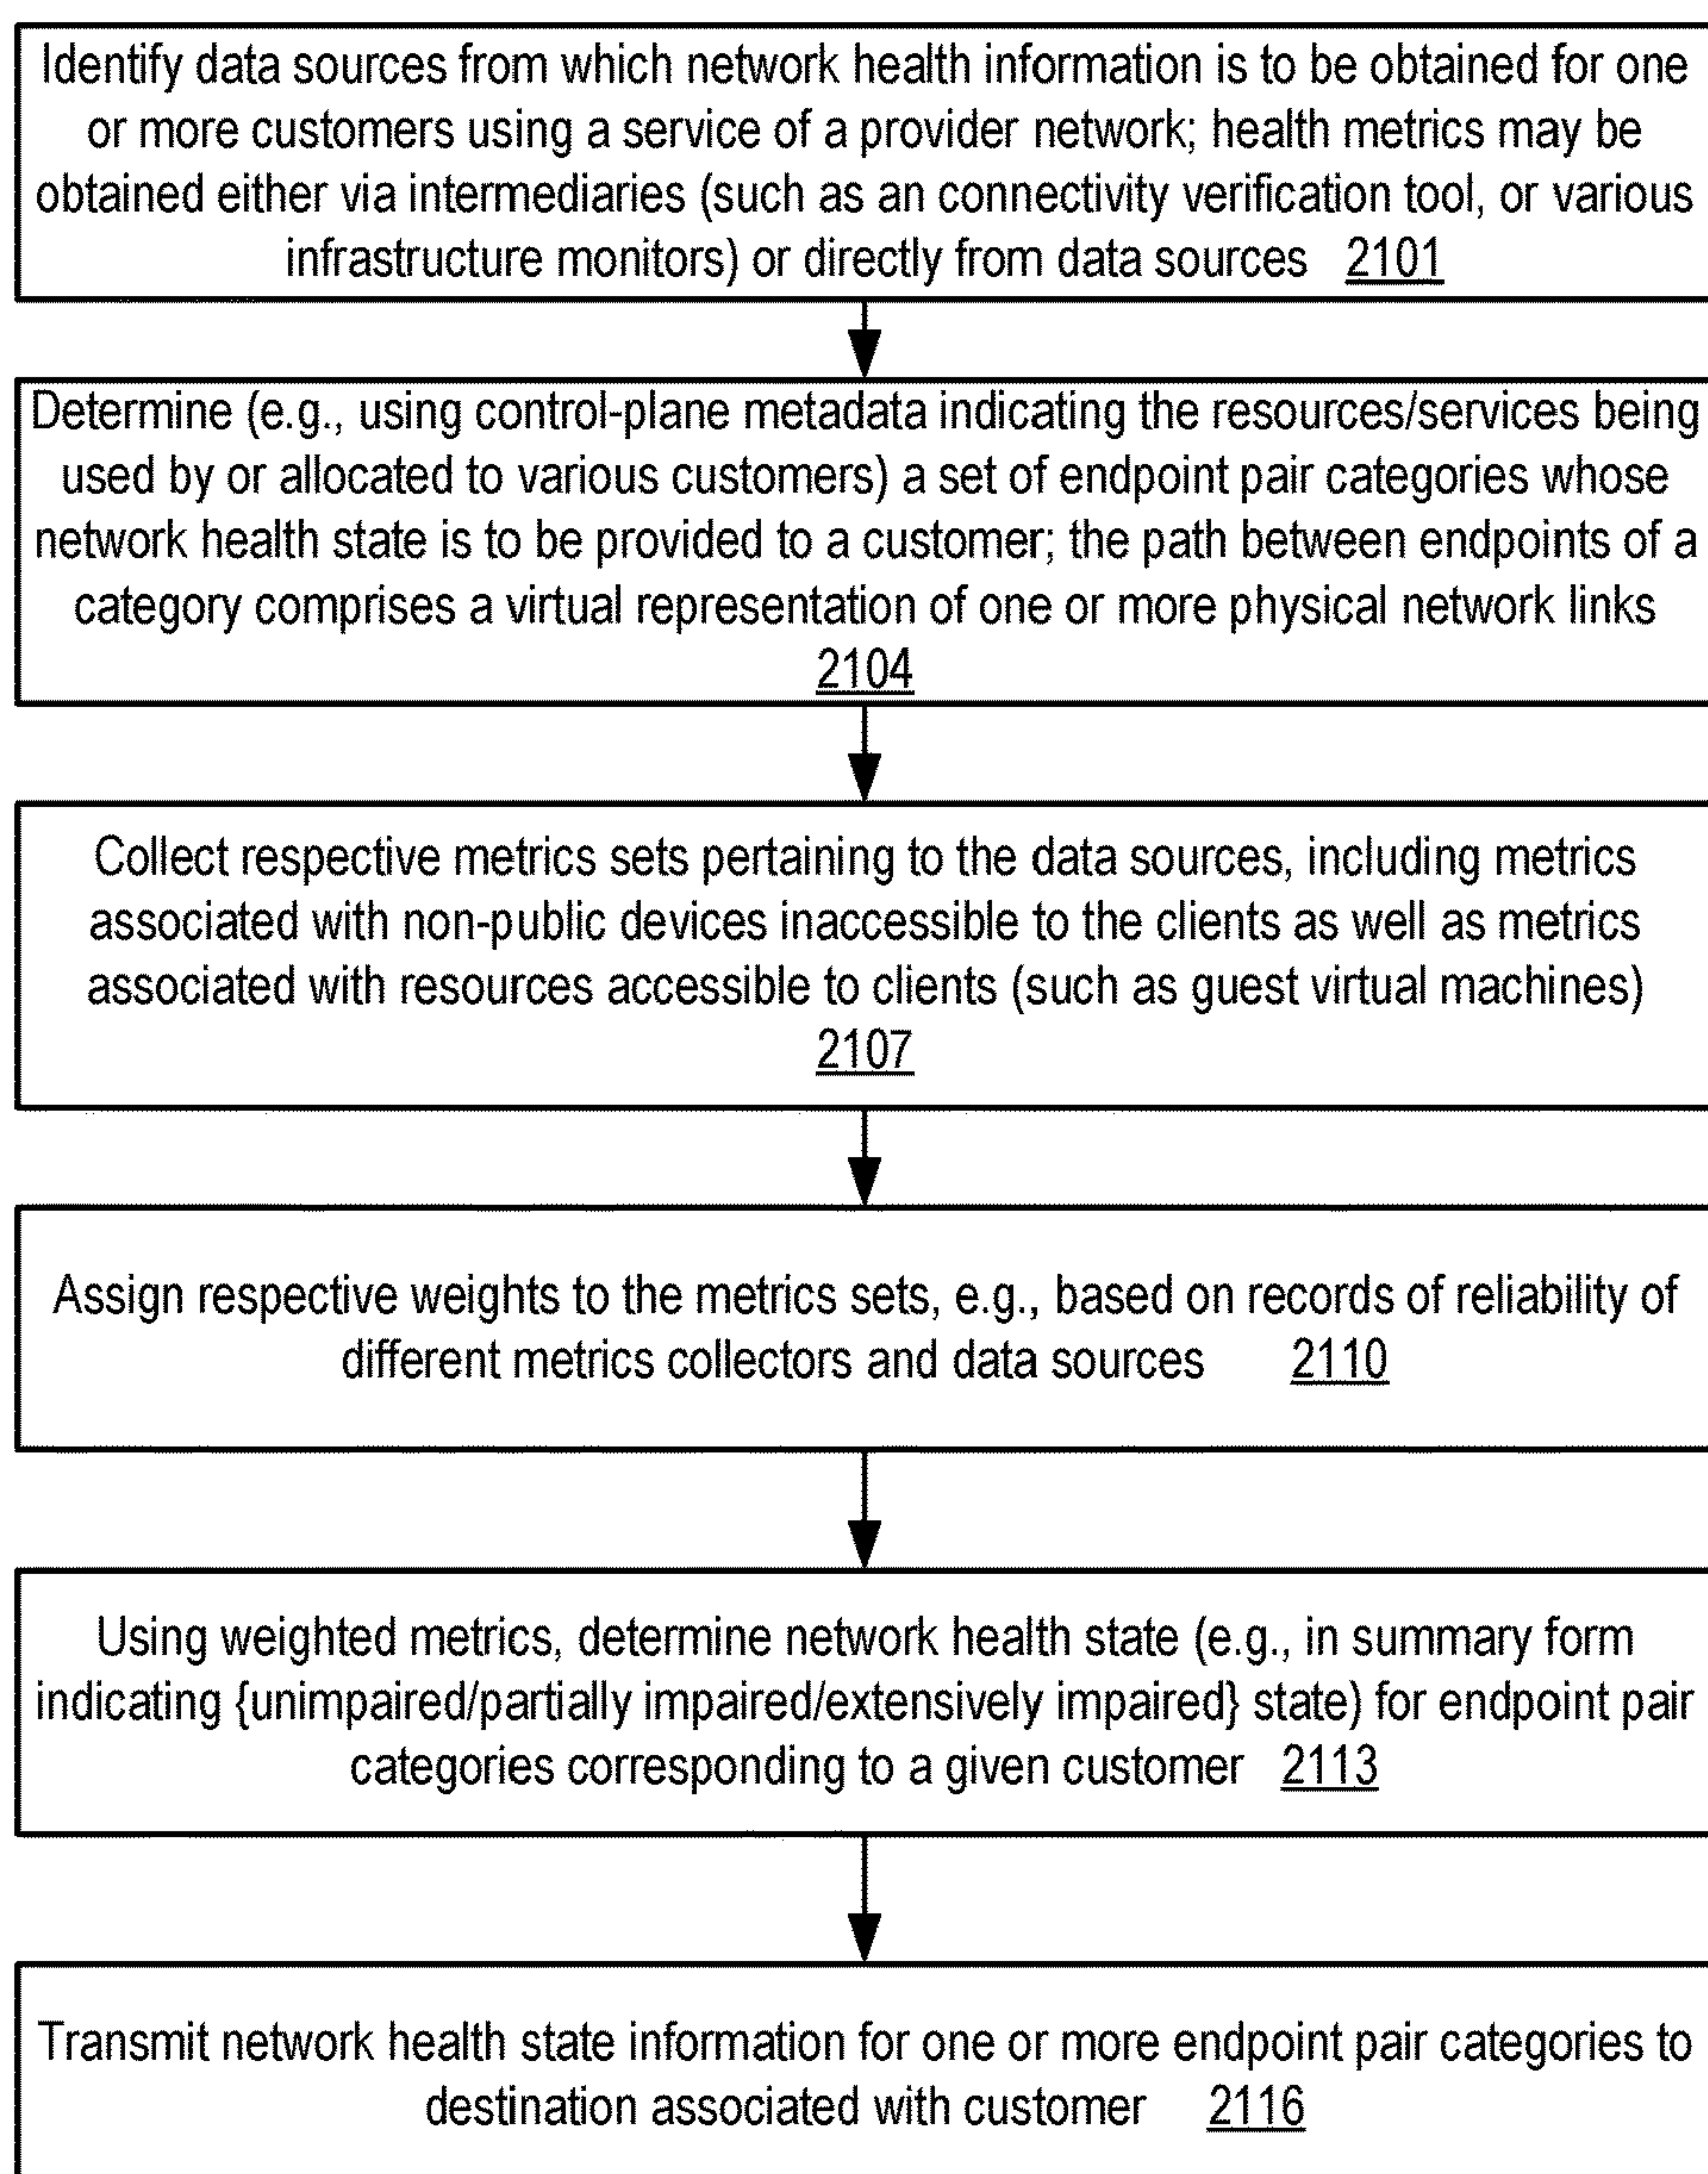 Identify data sources from which network health information is to be obtained for one
or more customers using a service of a provider network; health metrics may be
obtained either via intermediaries (such as an connectivity verification tool, or various
infrastructure monitors) or directly from data sources 2101
Determine (e.g., using control-plane metadata indicating the resources/services being
used by or allocated to various customers) a set of endpoint pair categories whose
network health state is to be provided to a customer; the path between endpoints of a
category comprises a virtual representation of one or more physical network links
2104
Collect respective metrics sets pertaining to the data sources, including metrics
associated with non-public devices inaccessible to the clients as well as metrics
associated with resources accessible to clients (such as guest virtual machines)
2107
Assign respective weights to the metrics sets, e.g., based on records of reliability of
different metrics collectors and data sources 2110
Using weighted metrics, determine network health state (e.g., in summary form
indicating {unimpaired/partially impaired/extensively impaired} state) for endpoint pair
categories corresponding to a given customer 2113
Transmit network health state information for one or more endpoint pair categories to
destination associated with customer 2116